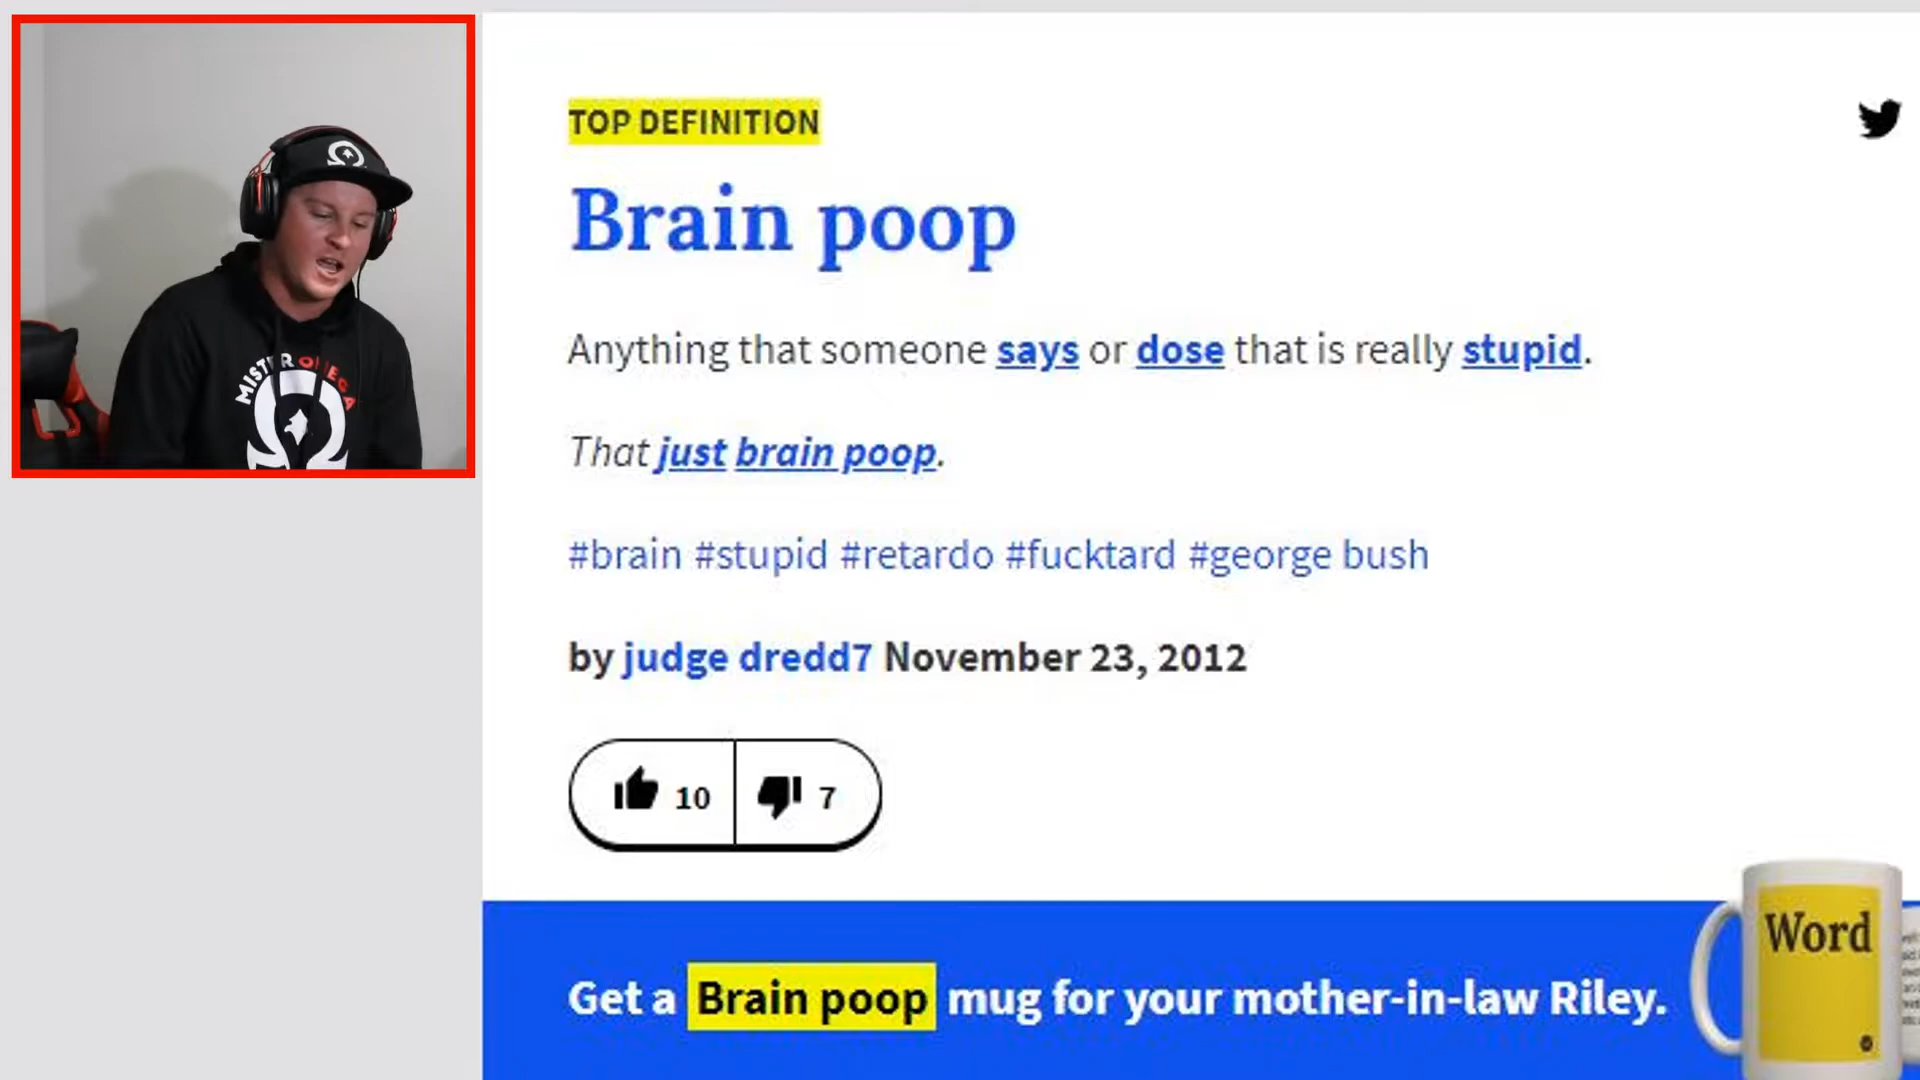 TOP DEFINITION
Brain poop
Anything that someone says or dose that is really stupid.
That just brain poop.
#brain #stupid #retardo #fucktard #george bush
by judge dredd7 November 23, 2012
10
7
Get a Brain poop mug for your mother-in-law Riley.
Word
MISTER OMEGA